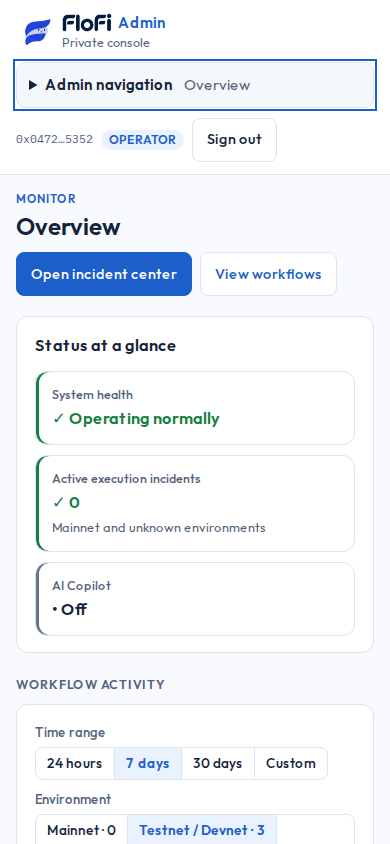 FloFi Admin
Private console
▶ Admin navigation Overview
0x0472…5352 OPERATOR Sign out
MONITOR
Overview
Open incident center View workflows
Status at a glance
System health
✓ Operating normally
Active execution incidents
✓ 0
Mainnet and unknown environments
AI Copilot
• Off
WORKFLOW ACTIVITY
Time range
24 hours 7 days 30 days Custom
Environment
Mainnet · 0 Testnet / Devnet · 3